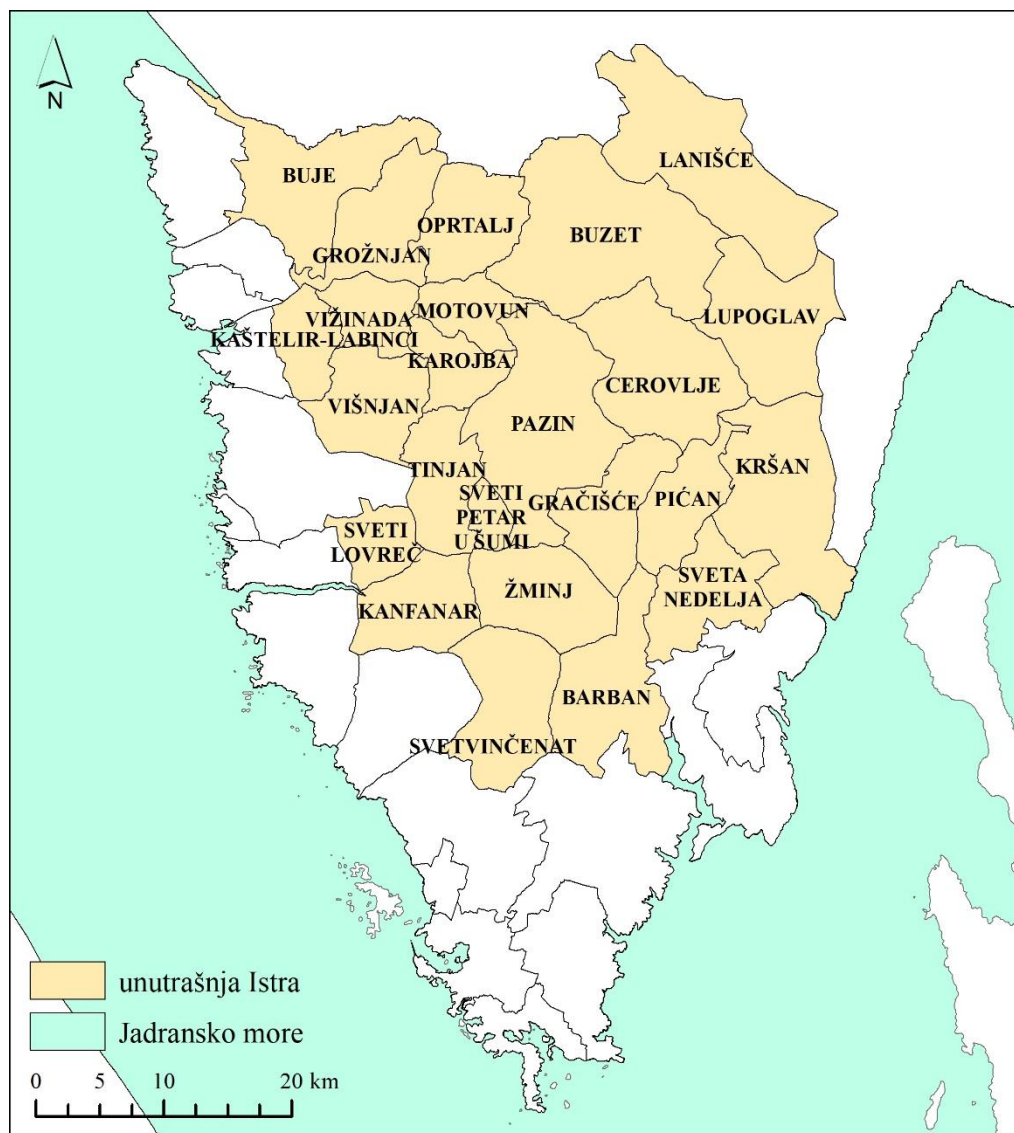 N
LANIŠĆE
BUJE
OPRTALJ
BUZET
GROŽNJAN
MOTOVUN
LUPOGLAV
VIŽINADA
KAŠTELIR-LABINCI
KAROJBA
CEROVLJE
VIŠNJAN
PAZIN
TINJAN
KRŠAN
SVETI
PETAR
U ŠUMI
GRAČIŠĆE
PIĆAN
SVETI
LOVREČ
SVETA
NEDELJA
ŽMINJ
KANFANAR
BARBAN
SVETVINČENAT
unutrašnja Istra
Jadransko more
0 5 10 20 km